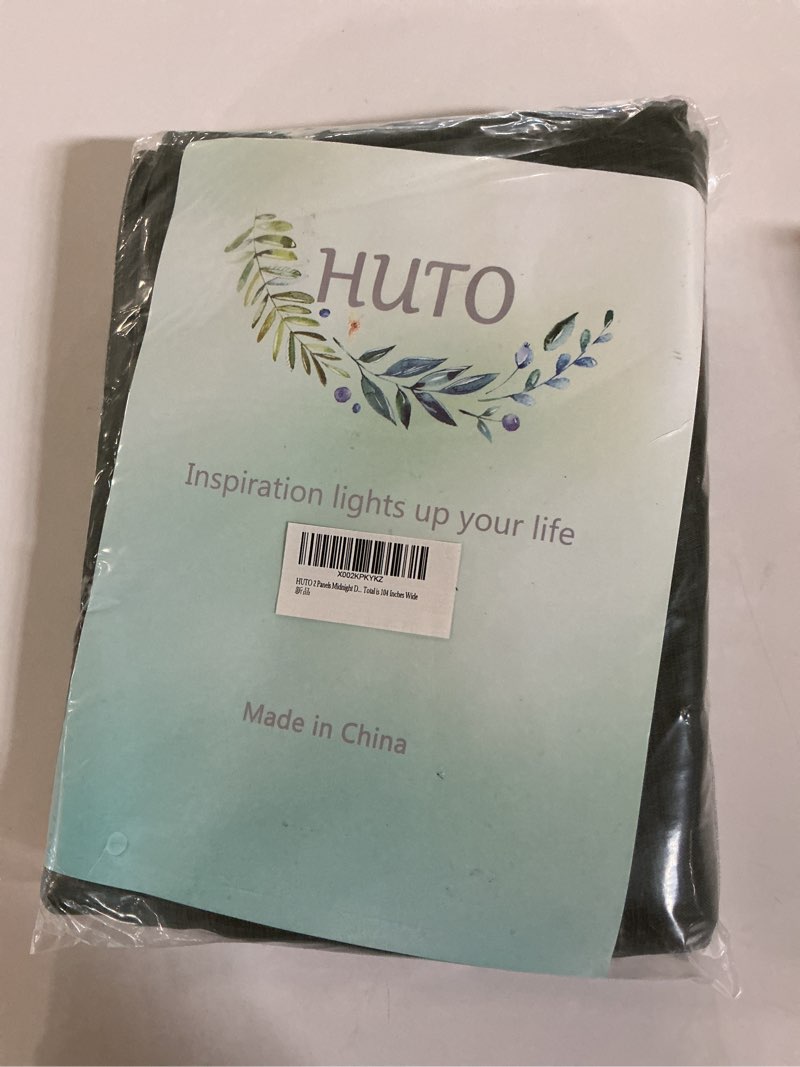 HUTO
Inspiration lights up your life
X002KPKYKZ
HUTO 2 Panels Midnight D... Total is 104 Inches Wide
新品
Made in China